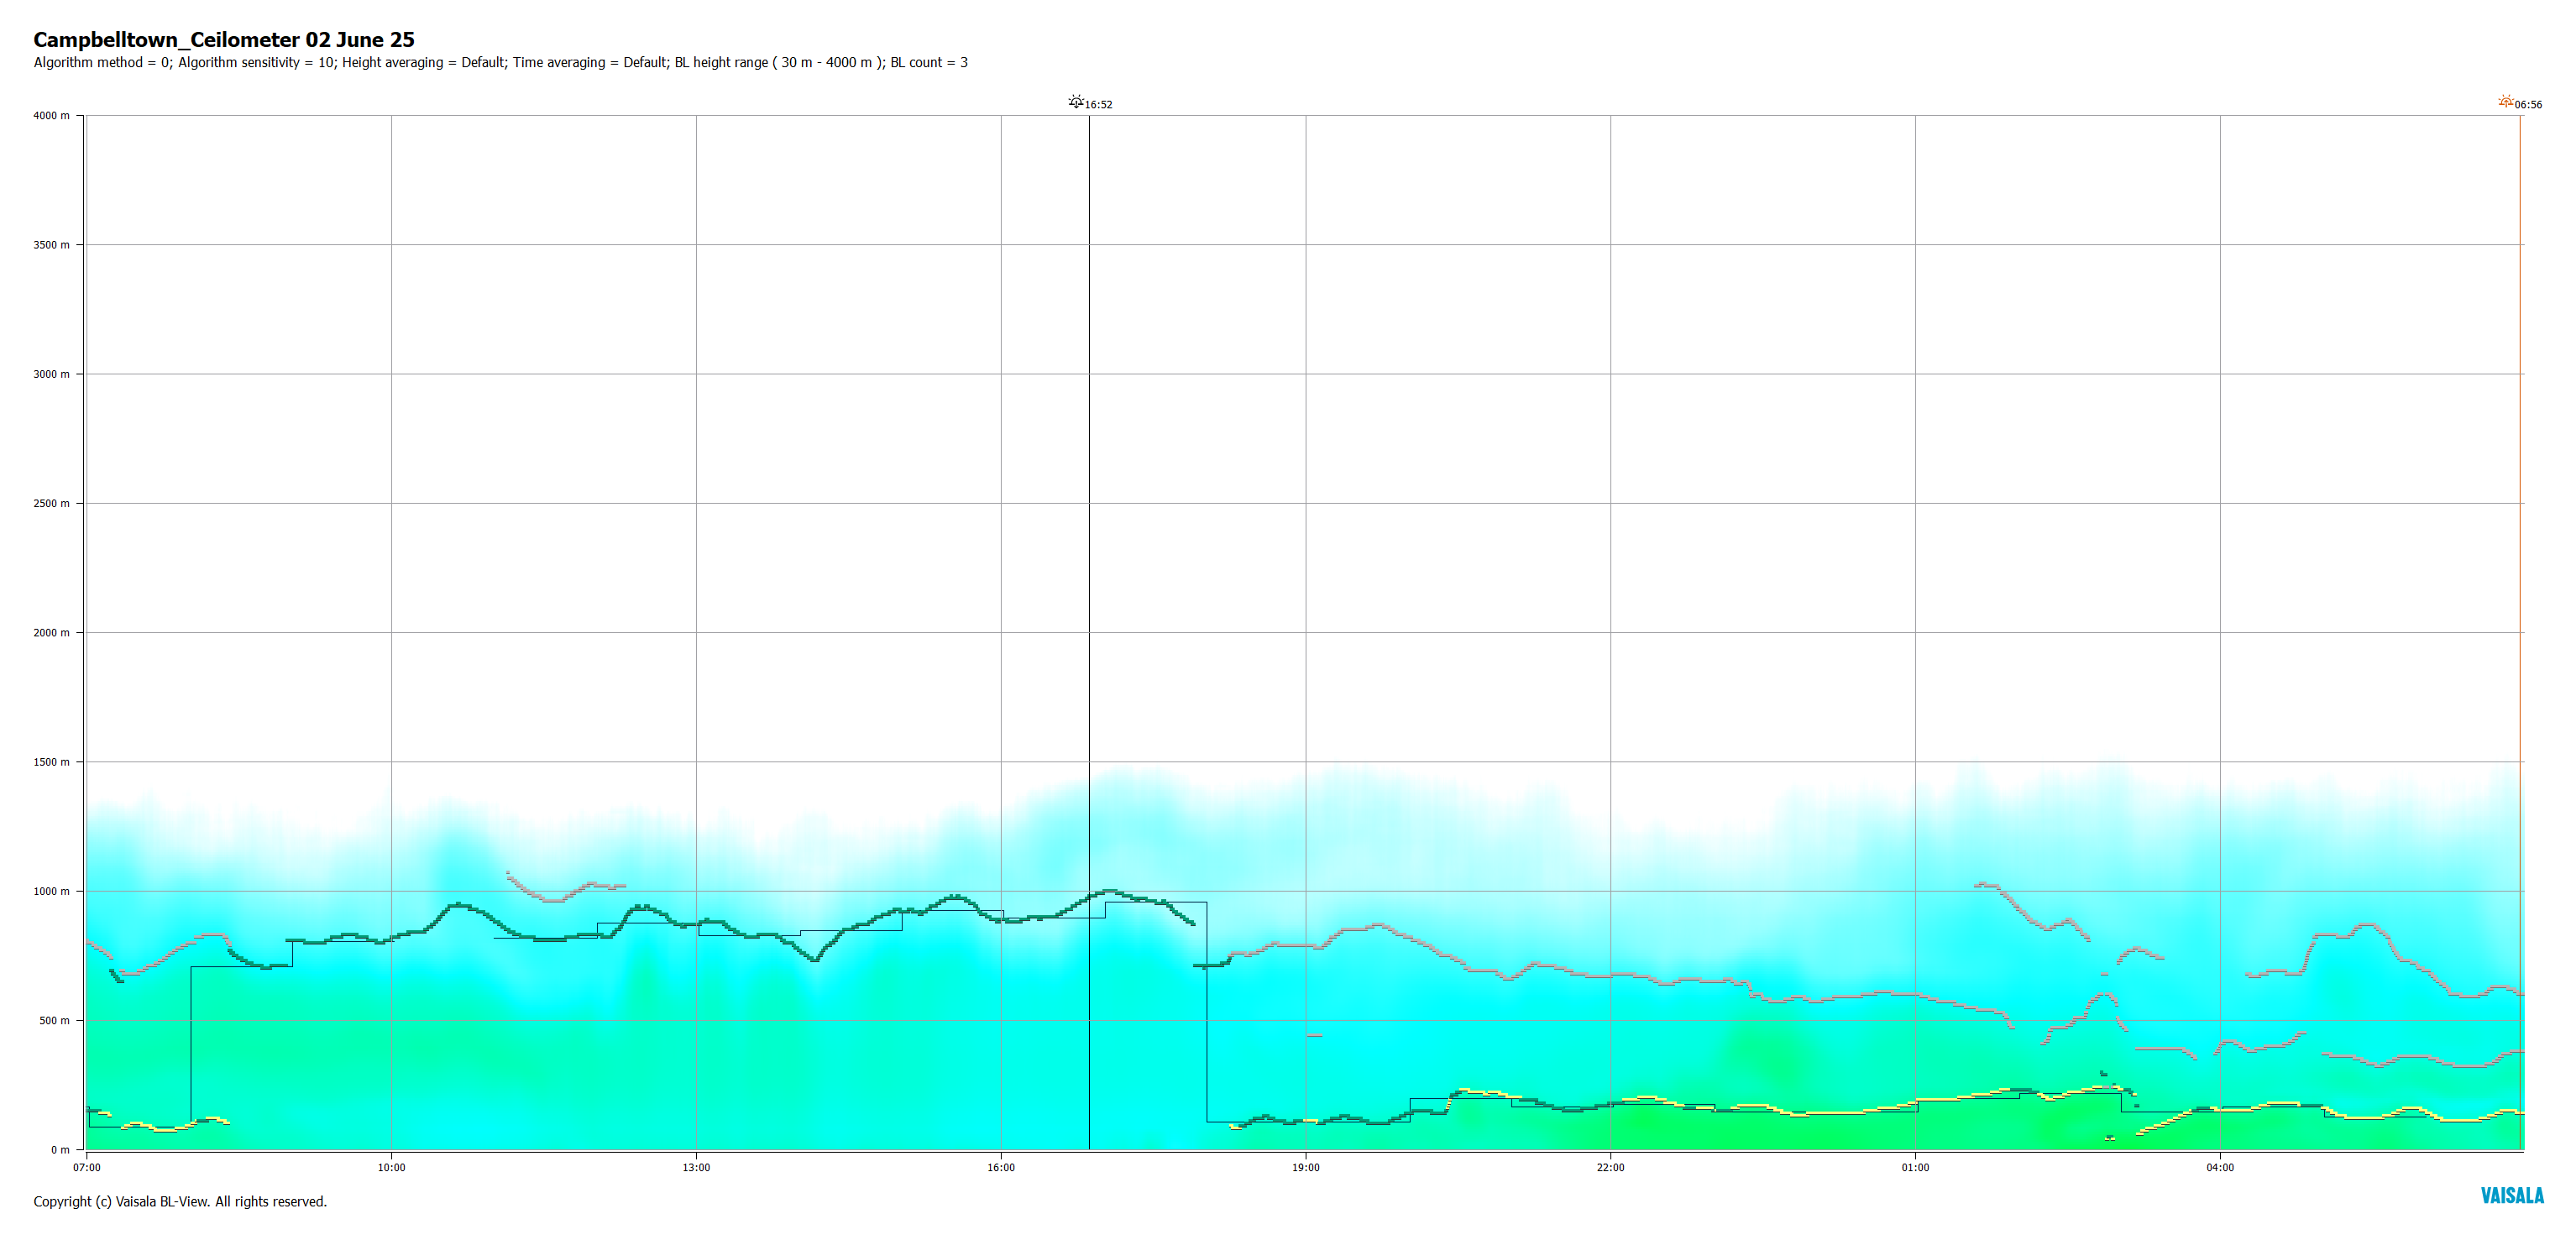 Campbelltown_Ceilometer 02 June 25
Algorithm method = 0; Algorithm sensitivity = 10; Height averaging = Default; Time averaging = Default; BL height range ( 30 m - 4000 m ); BL count = 3
16:52
06:56
4000 m
3500 m
3000 m
2500 m
2000 m
1500 m
1000 m
500 m
0 m
07:00 10:00 13:00 16:00 19:00 22:00 01:00 04:00
Copyright (c) Vaisala BL-View. All rights reserved.
VAISALA